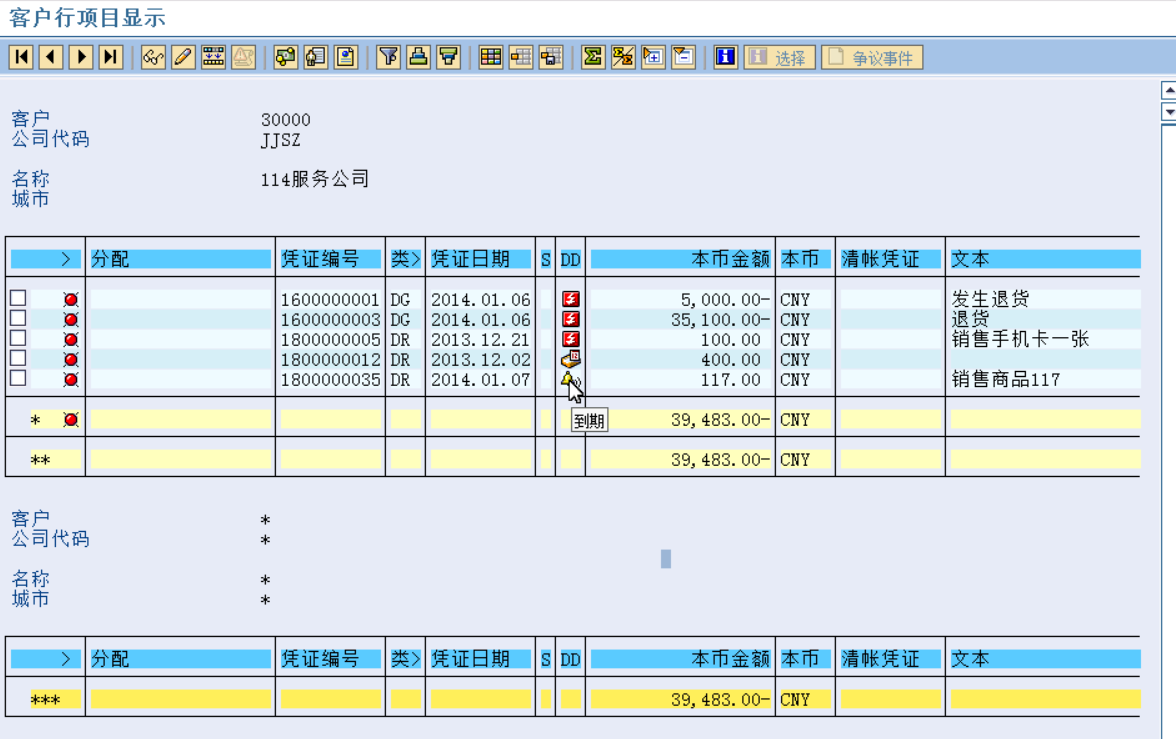 客户行项目显示
选择 争议事件
客户 30000
公司代码 JJSZ
名称 114服务公司
城市
> 分配 凭证编号 类> 凭证日期 S DD 本币金额 本币 清帐凭证 文本
1600000001 DG 2014.01.06 5,000.00- CNY 发生退货
1600000003 DG 2014.01.06 35,100.00- CNY 退货
1800000005 DR 2013.12.21 100.00 CNY 销售手机卡一张
1800000012 DR 2013.12.02 400.00 CNY
1800000035 DR 2014.01.07 117.00 CNY 销售商品117
* 到期 39,483.00- CNY
** 39,483.00- CNY
客户 *
公司代码 *
名称 *
城市 *
> 分配 凭证编号 类> 凭证日期 S DD 本币金额 本币 清帐凭证 文本
*** 39,483.00- CNY